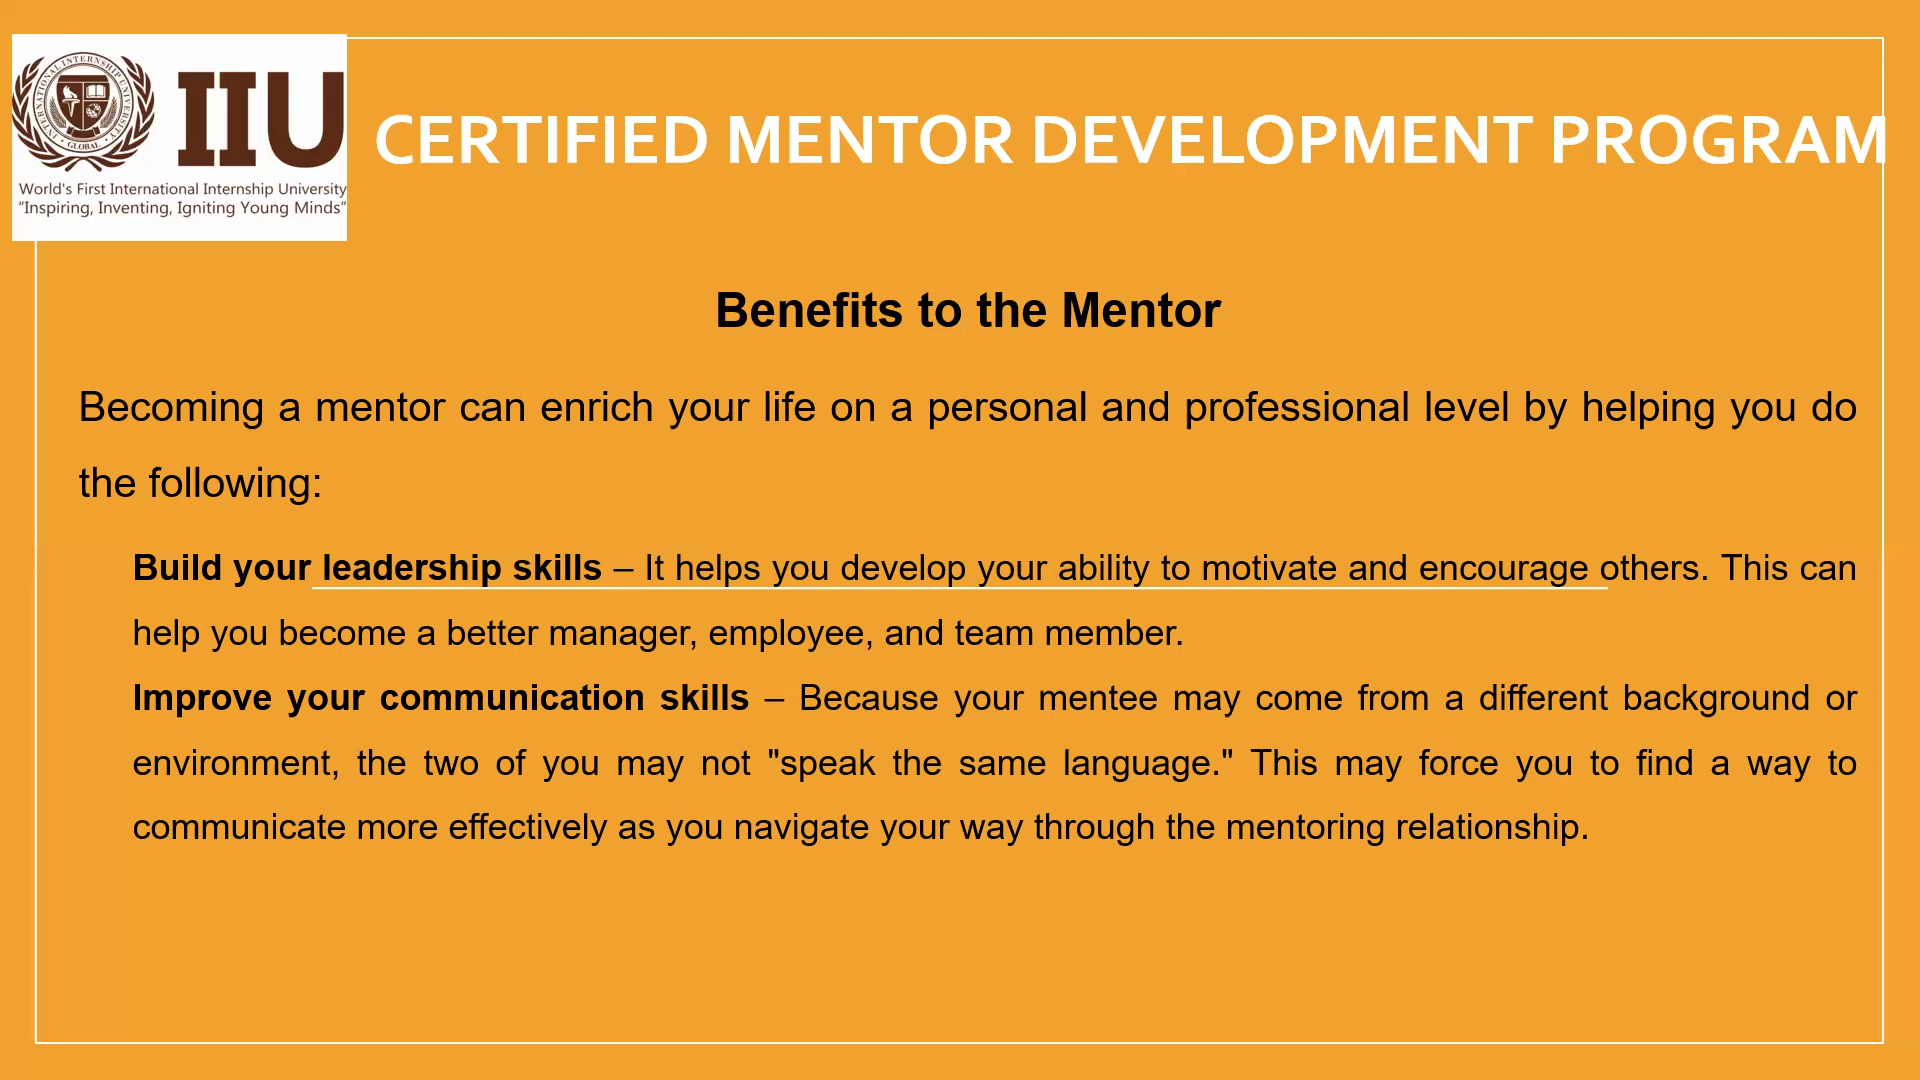 INTERNATIONAL INTERNSHIP UNIVERSITY
· GLOBAL ·
IIU
World's First International Internship University
“Inspiring, Inventing, Igniting Young Minds”
CERTIFIED MENTOR DEVELOPMENT PROGRAM
Benefits to the Mentor
Becoming a mentor can enrich your life on a personal and professional level by helping you do
the following:
Build your leadership skills – It helps you develop your ability to motivate and encourage others. This can
help you become a better manager, employee, and team member.
Improve your communication skills – Because your mentee may come from a different background or
environment, the two of you may not "speak the same language." This may force you to find a way to
communicate more effectively as you navigate your way through the mentoring relationship.